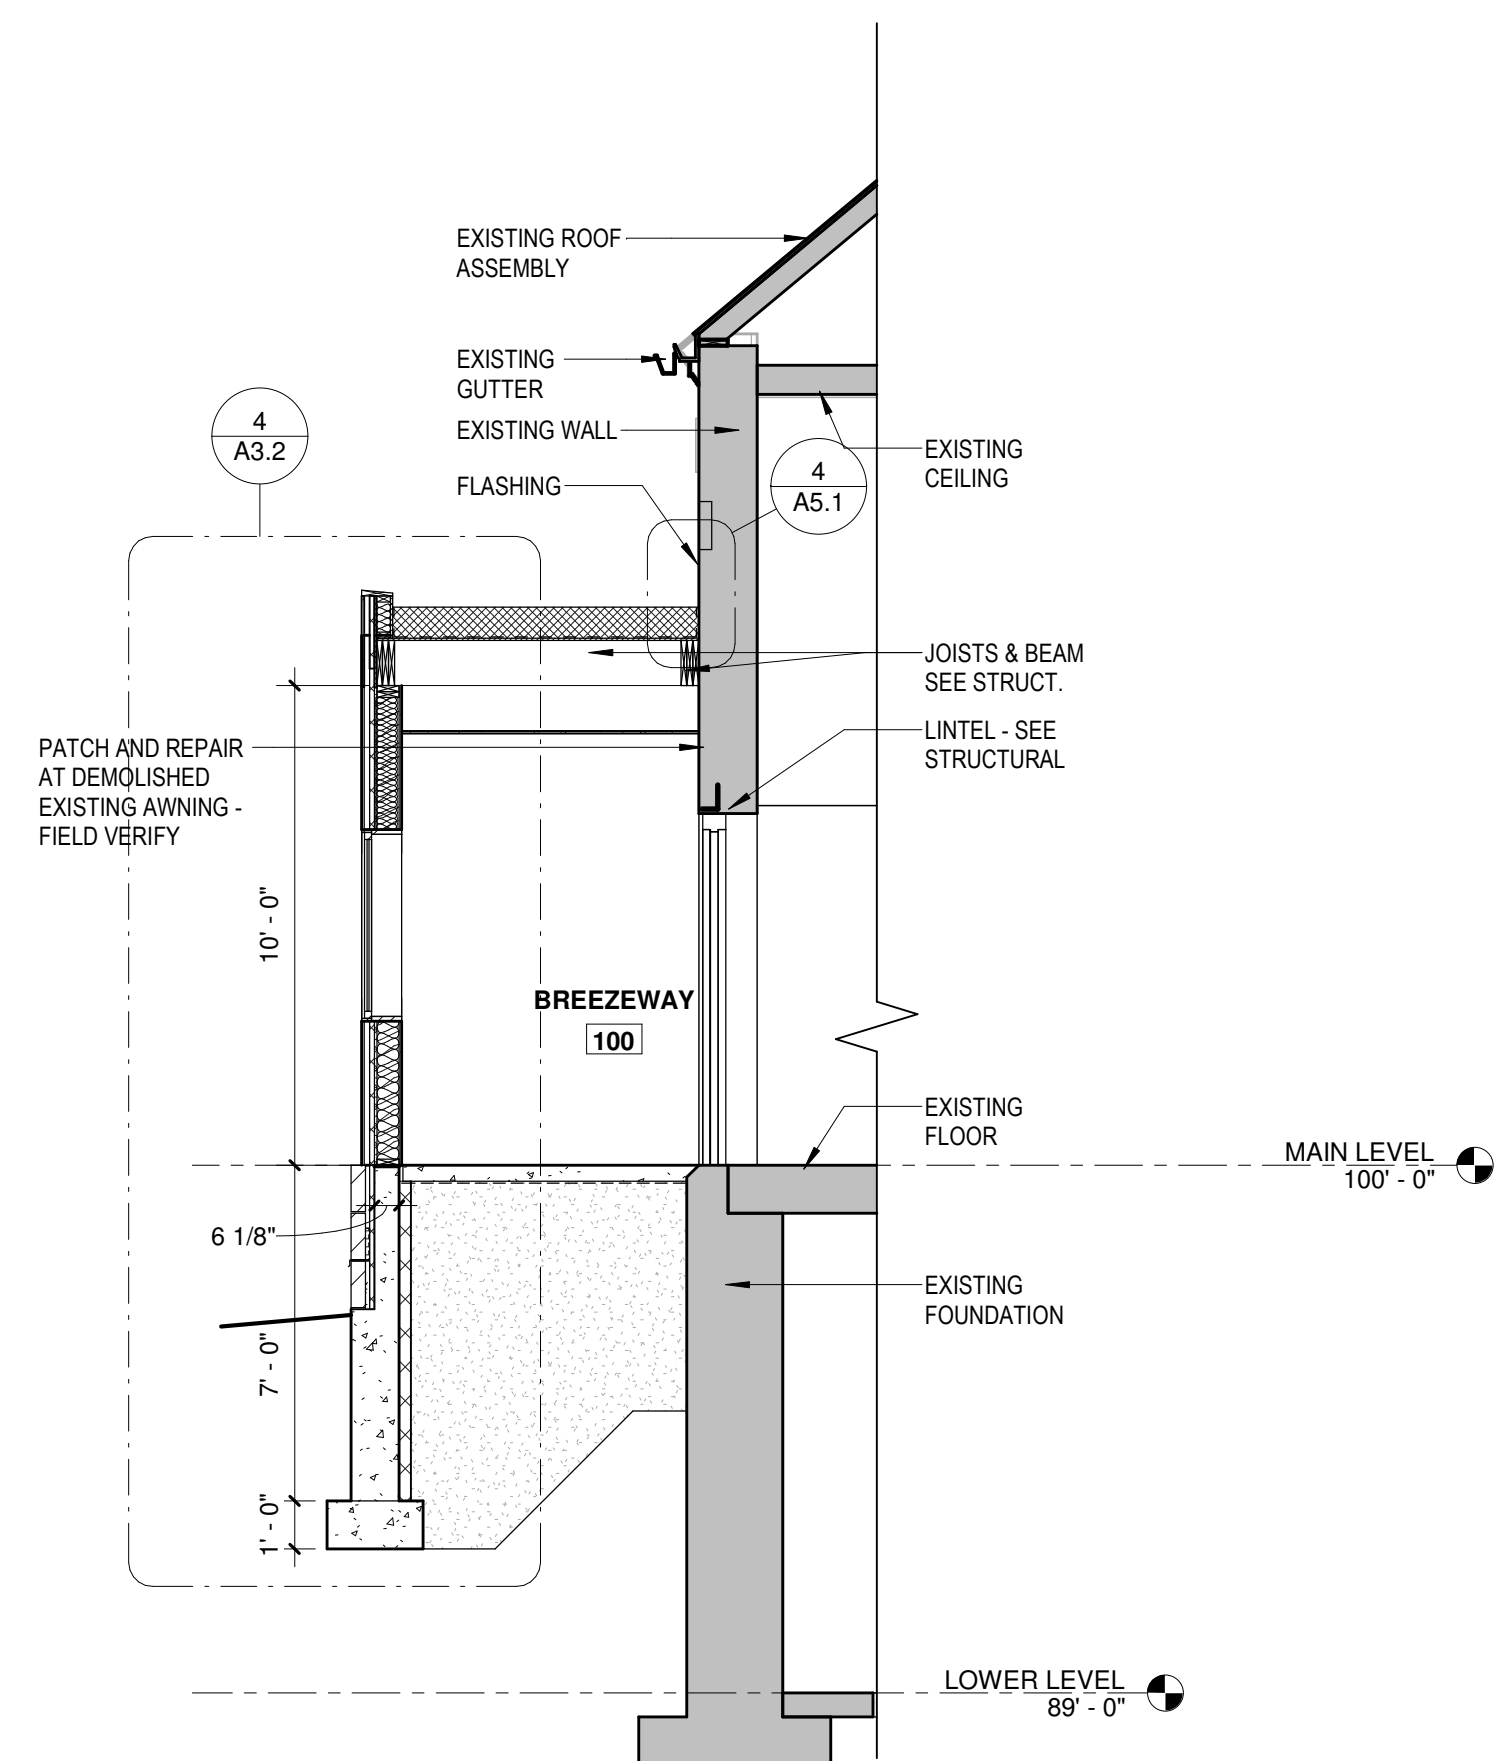 EXISTING ROOF
ASSEMBLY
EXISTING
GUTTER
4
A3.2
EXISTING WALL
EXISTING
CEILING
4
A5.1
FLASHING
JOISTS & BEAM
SEE STRUCT.
LINTEL - SEE
STRUCTURAL
PATCH AND REPAIR
AT DEMOLISHED
EXISTING AWNING -
FIELD VERIFY
10' - 0"
BREEZEWAY
100
EXISTING
FLOOR
MAIN LEVEL
100' - 0"
6 1/8"
EXISTING
FOUNDATION
7' - 0"
1' - 0"
LOWER LEVEL
89' - 0"